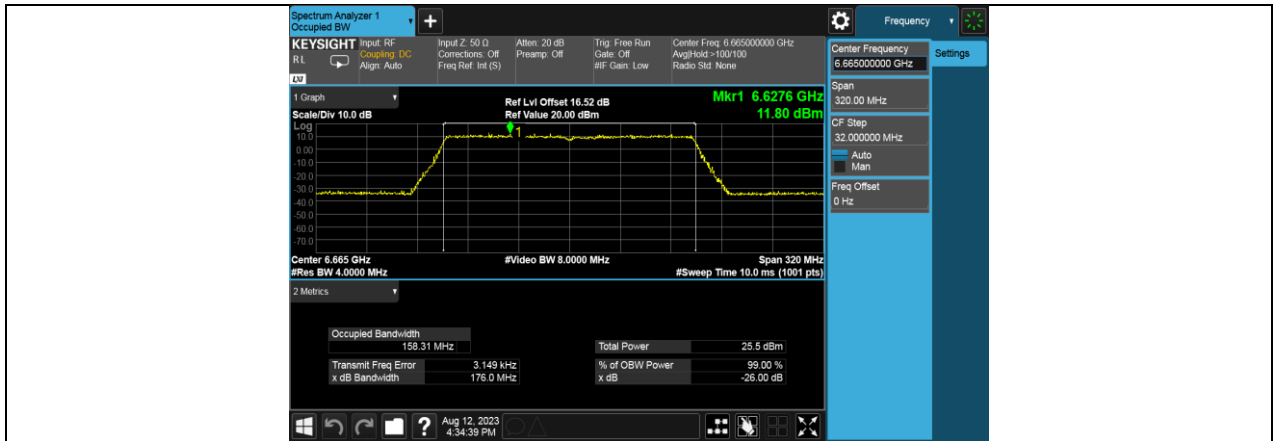 Spectrum Analyzer 1
Occupied BW
+
Frequency
KEYSIGHT
RL
LXI
Input: RF
Coupling: DC
Align: Auto
Input Z: 50 Ω
Corrections: Off
Freq Ref: Int (S)
Atten: 20 dB
Preamp: Off
Trig: Free Run
Gate: Off
#IF Gain: Low
Center Freq: 6.665000000 GHz
Avg|Hold:>100/100
Radio Std: None
Center Frequency
6.665000000 GHz
Settings
Span
320.00 MHz
CF Step
32.000000 MHz
Auto
Man
Freq Offset
0 Hz
1 Graph
Scale/Div 10.0 dB
Ref Lvl Offset 16.52 dB
Ref Value 20.00 dBm
Mkr1 6.6276 GHz
11.80 dBm
Log
10.0
0.00
-10.0
-20.0
-30.0
-40.0
-50.0
-60.0
-70.0
1
Center 6.665 GHz
#Video BW 8.0000 MHz
Span 320 MHz
#Res BW 4.0000 MHz
#Sweep Time 10.0 ms (1001 pts)
2 Metrics
Occupied Bandwidth
158.31 MHz
Total Power 25.5 dBm
Transmit Freq Error 3.149 kHz
% of OBW Power 99.00 %
x dB Bandwidth 176.0 MHz
x dB -26.00 dB
?
Aug 12, 2023
4:34:39 PM